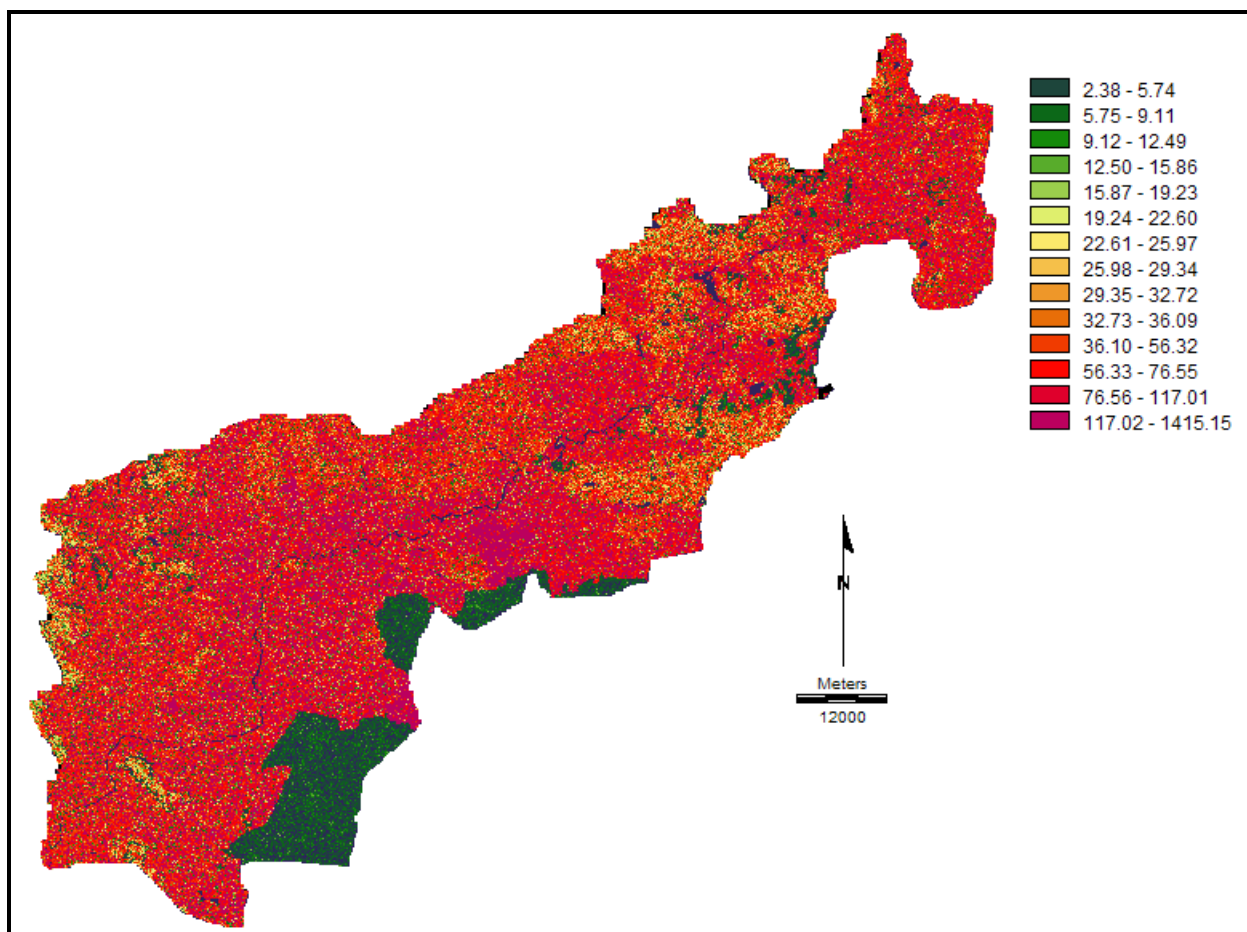 2.38 - 5.74
5.75 - 9.11
9.12 - 12.49
12.50 - 15.86
15.87 - 19.23
19.24 - 22.60
22.61 - 25.97
25.98 - 29.34
29.35 - 32.72
32.73 - 36.09
36.10 - 56.32
56.33 - 76.55
76.56 - 117.01
117.02 - 1415.15
N
Meters
12000